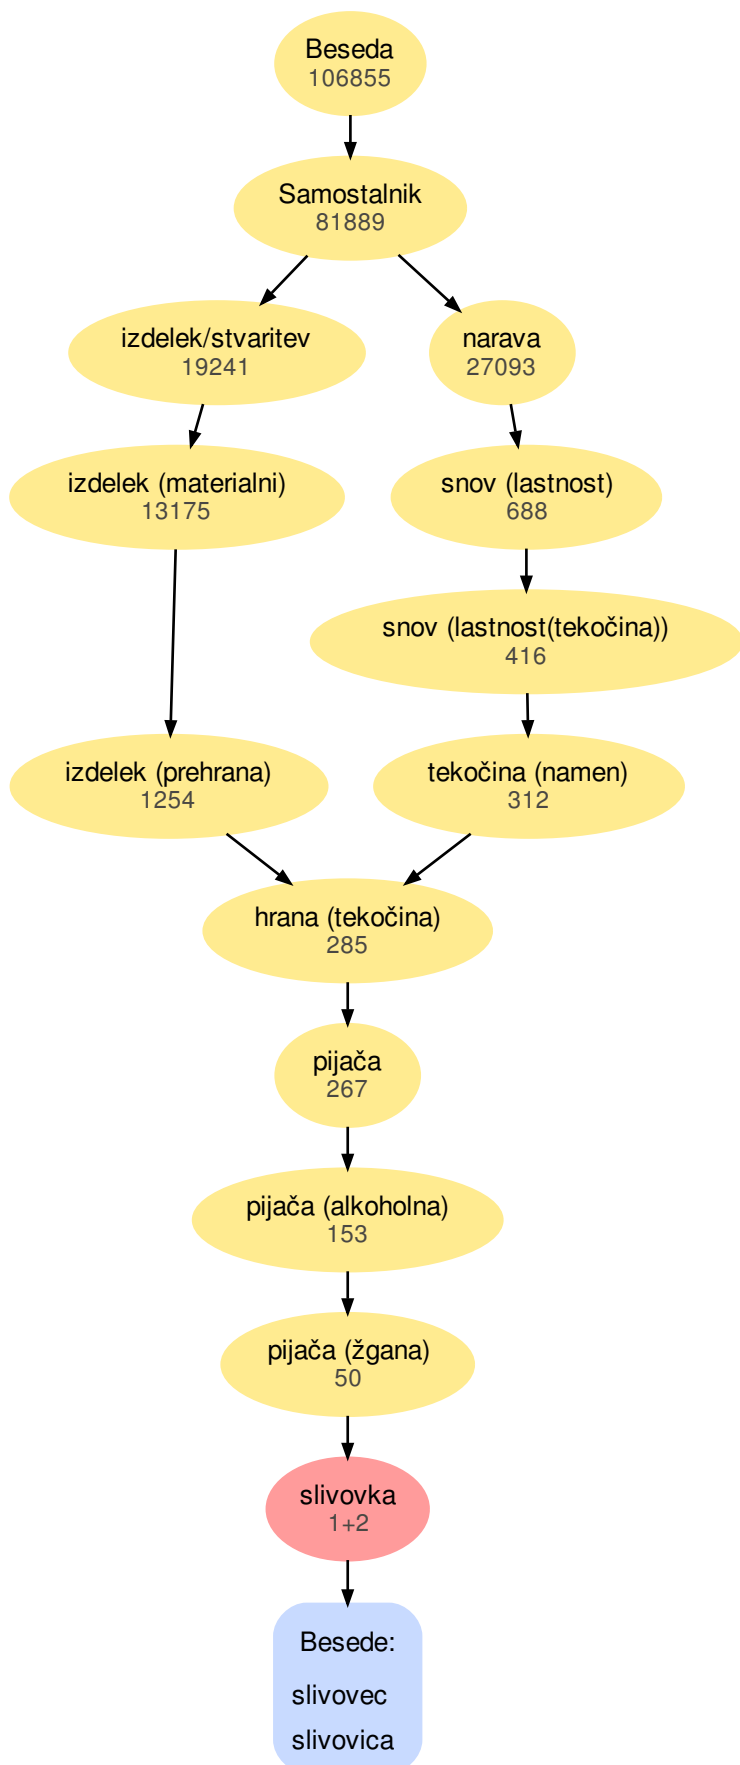 Beseda
106855
Samostalnik
81889
izdelek/stvaritev
19241
narava
27093
izdelek (materialni)
13175
snov (lastnost)
688
snov (lastnost(tekočina))
416
izdelek (prehrana)
1254
tekočina (namen)
312
hrana (tekočina)
285
pijača
267
pijača (alkoholna)
153
pijača (žgana)
50
slivovka
1+2
Besede:
slivovec
slivovica